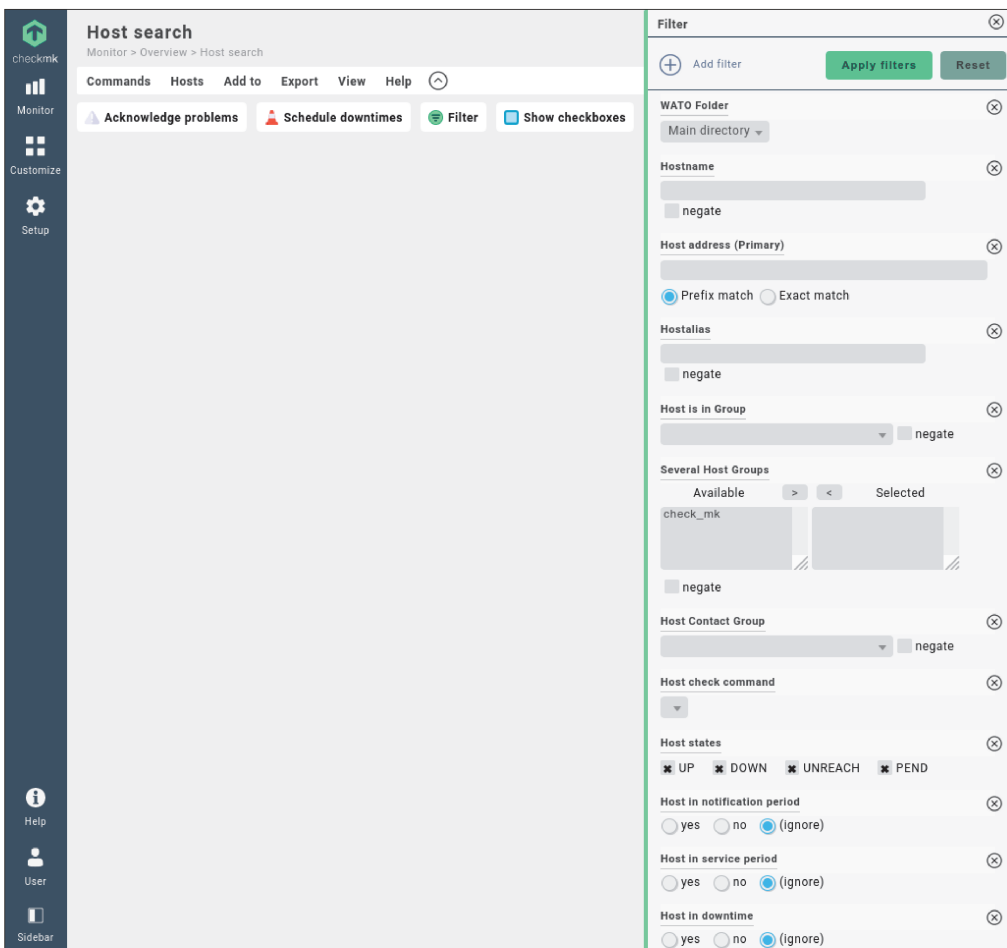 checkmk
Monitor
Customize
Setup
Help
User
Sidebar
Host search
Monitor > Overview > Host search
Commands Hosts Add to Export View Help
Acknowledge problems Schedule downtimes Filter Show checkboxes
Filter
Add filter Apply filters Reset
WATO Folder
Main directory
Hostname
negate
Host address (Primary)
Prefix match Exact match
Hostalias
negate
Host is in Group
negate
Several Host Groups
Available > < Selected
check_mk
negate
Host Contact Group
negate
Host check command
Host states
UP DOWN UNREACH PEND
Host in notification period
yes no (ignore)
Host in service period
yes no (ignore)
Host in downtime
yes no (ignore)